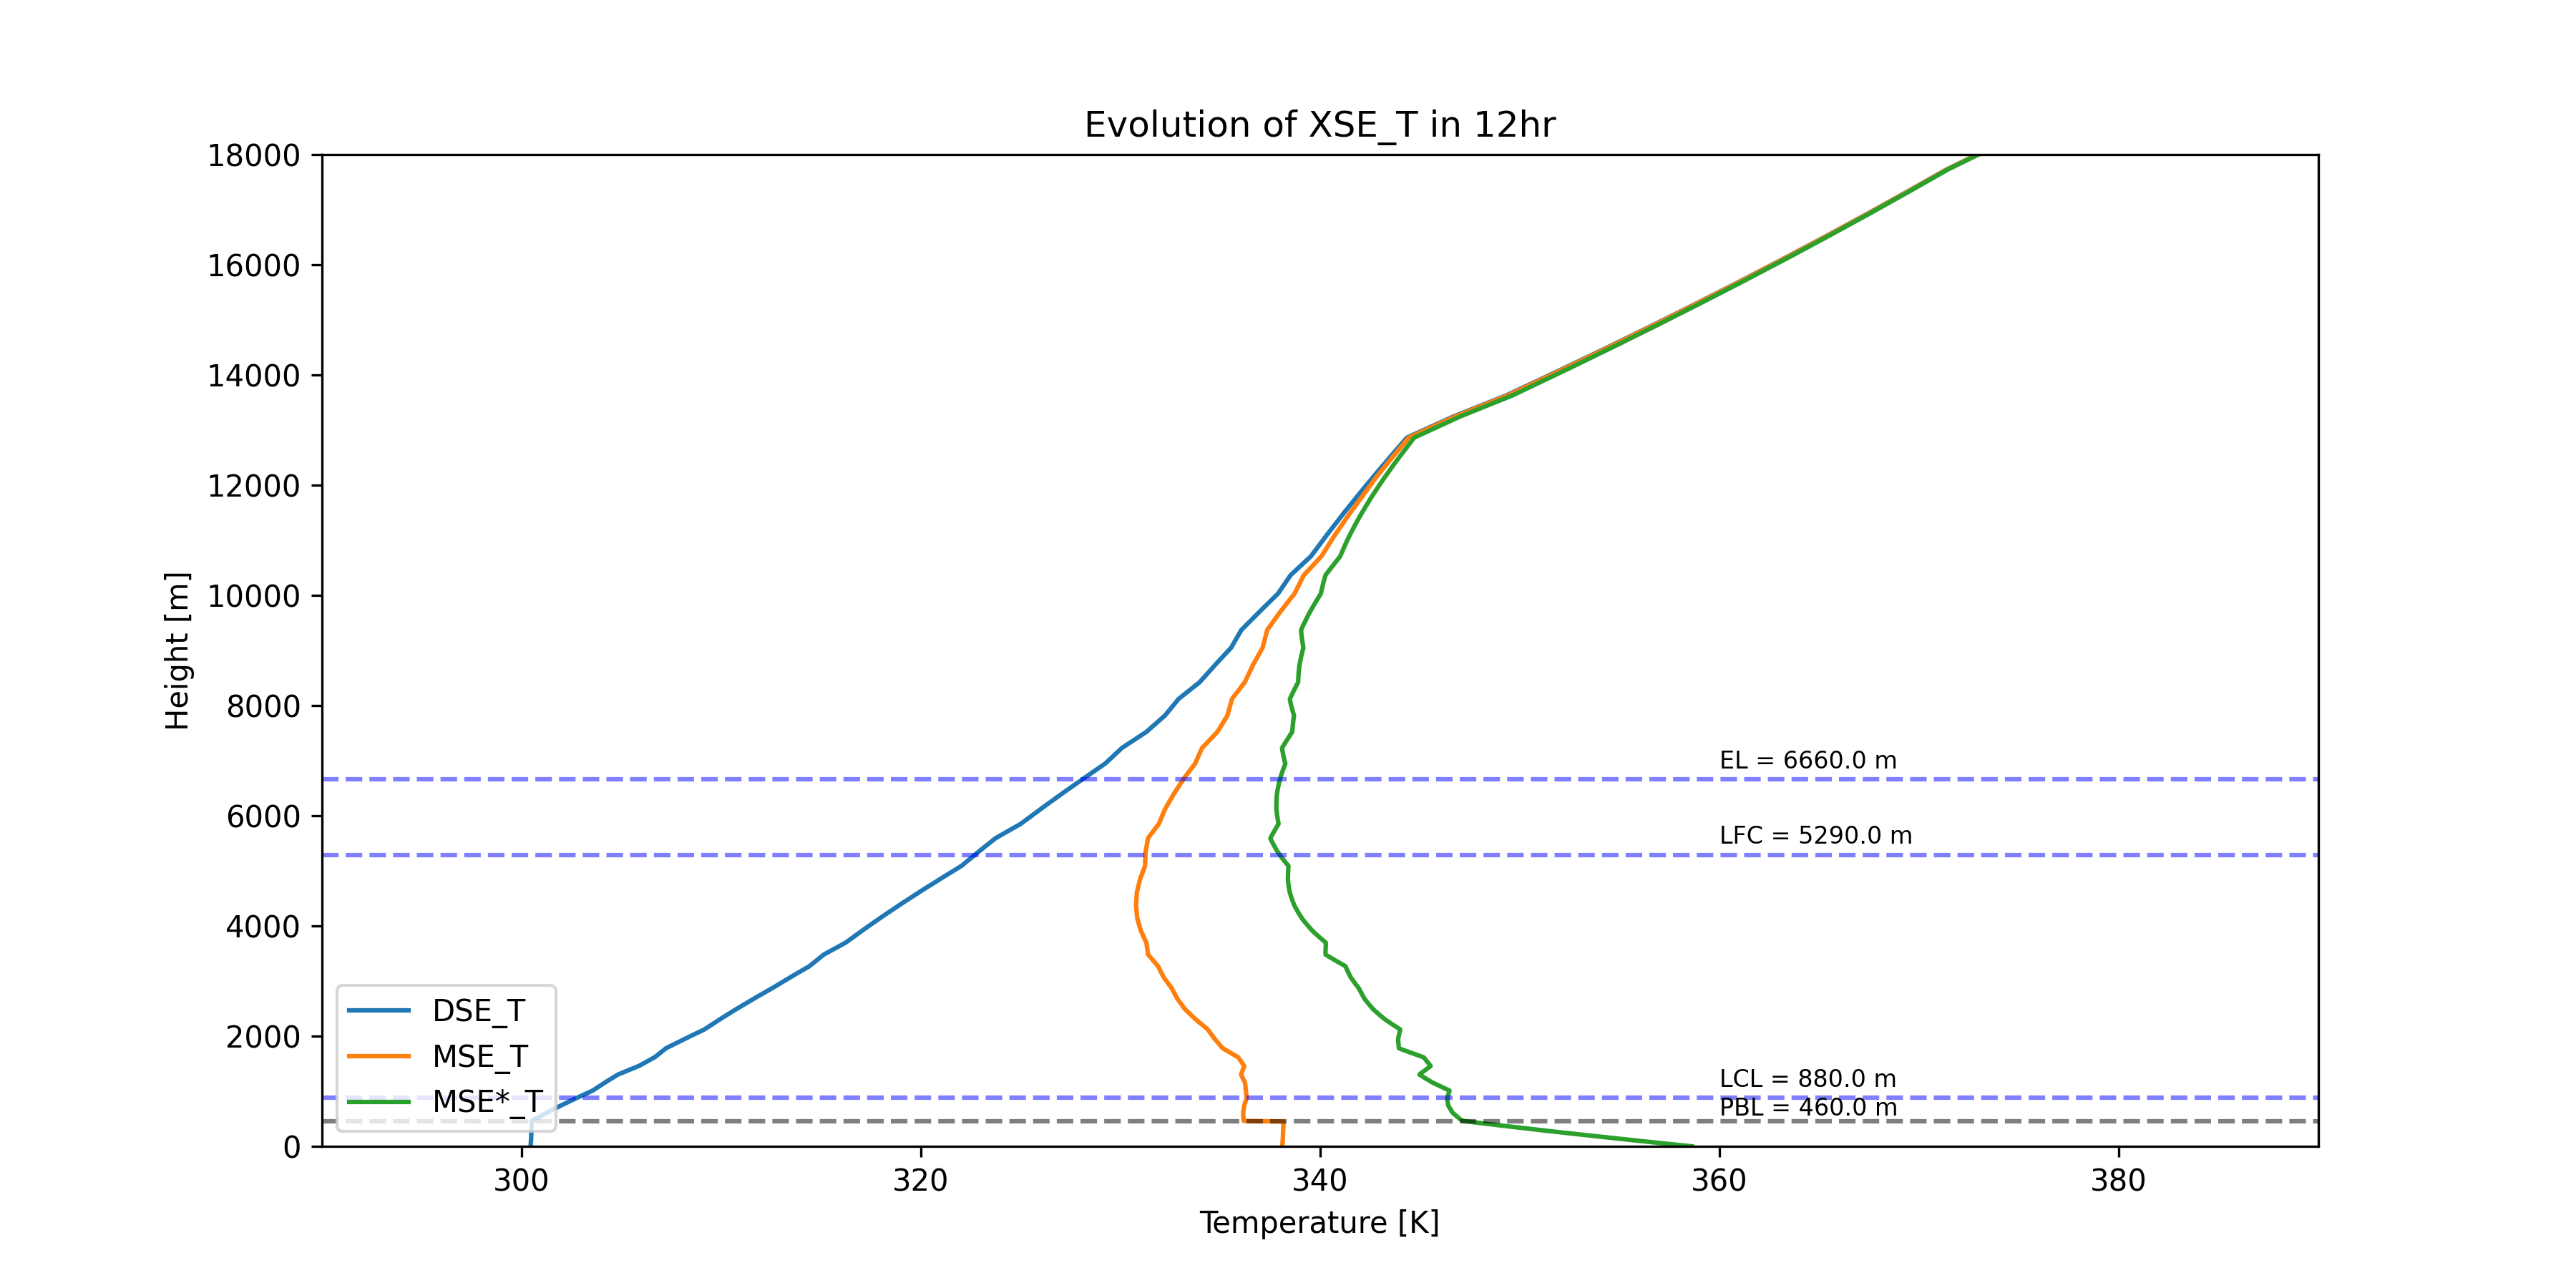 Evolution of XSE_T in 12hr
18000
16000
14000
12000
10000
8000
6000
4000
2000
0
Height [m]
EL = 6660.0 m
LFC = 5290.0 m
LCL = 880.0 m
PBL = 460.0 m
DSE_T
MSE_T
MSE*_T
300 320 340 360 380
Temperature [K]